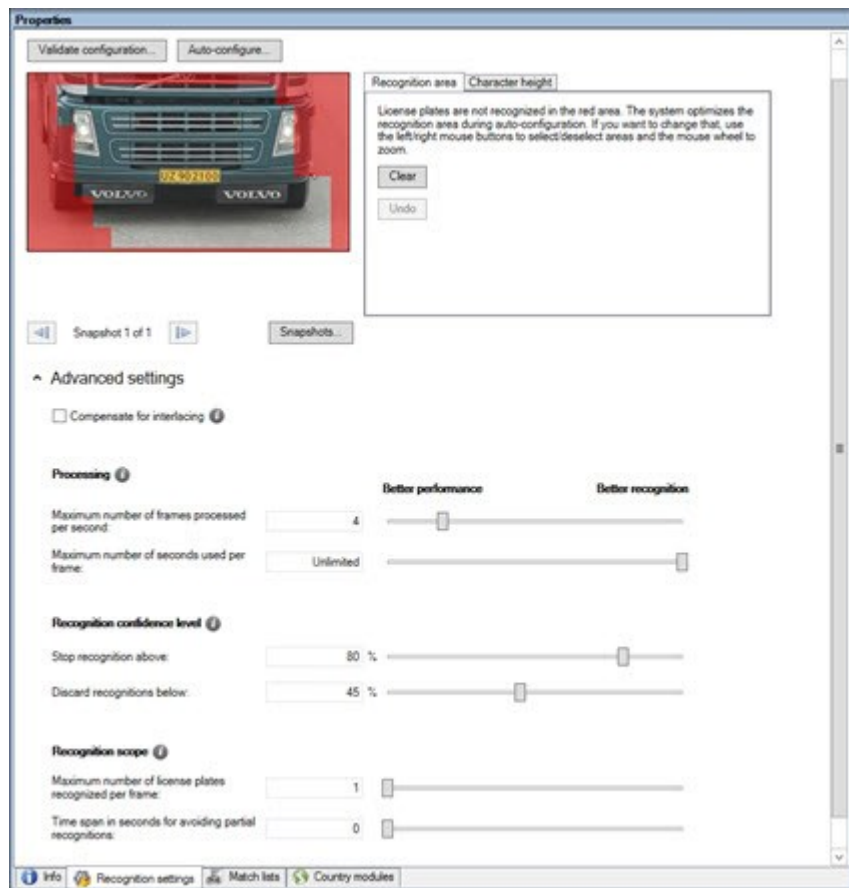 Properties
Validate configuration...
Auto-configure...
UZ 902100
VOLVO
VOLVO
Recognition area
Character height
License plates are not recognized in the red area. The system optimizes the
recognition area during auto-configuration. If you want to change that, use
the left/right mouse buttons to select/deselect areas and the mouse wheel to
zoom.
Clear
Undo
Snapshot 1 of 1
Snapshots...
Advanced settings
Compensate for interlacing
Processing
Better performance
Better recognition
Maximum number of frames processed
per second:
4
Maximum number of seconds used per
frame:
Unlimited
Recognition confidence level
Stop recognition above:
80 %
Discard recognitions below:
45 %
Recognition scope
Maximum number of license plates
recognized per frame:
1
Time span in seconds for avoiding partial
recognitions:
0
Info
Recognition settings
Match lists
Country modules